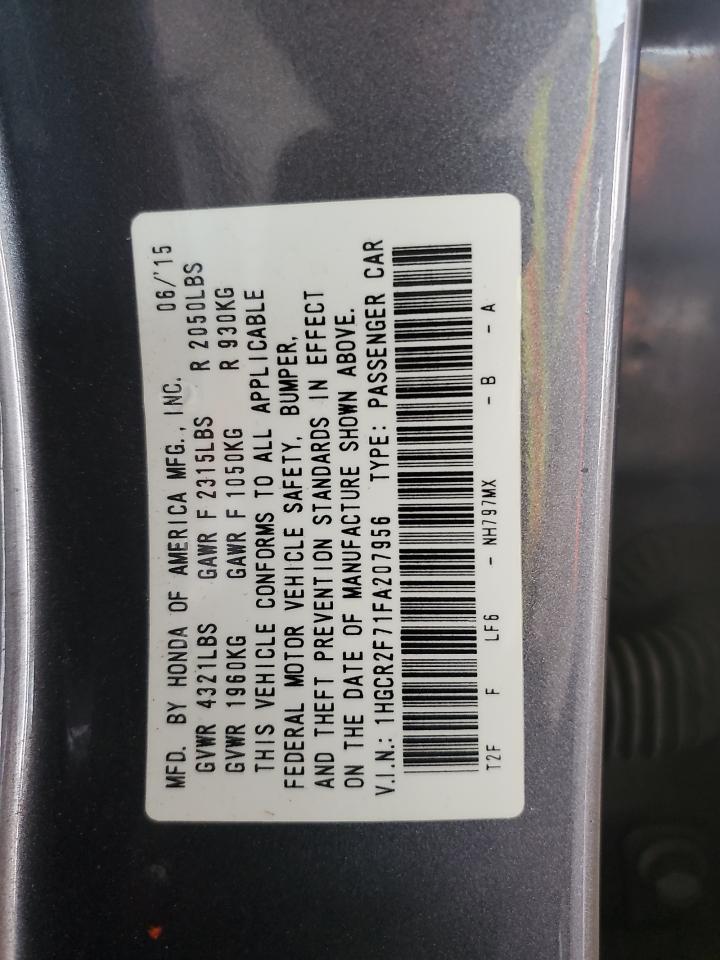 MFD. BY HONDA OF AMERICA MFG., INC. 06/'15
GVWR 4321LBS GAWR F 2315LBS R 2050LBS
GVWR 1960KG GAWR F 1050KG R 930KG
THIS VEHICLE CONFORMS TO ALL APPLICABLE
FEDERAL MOTOR VEHICLE SAFETY, BUMPER,
AND THEFT PREVENTION STANDARDS IN EFFECT
ON THE DATE OF MANUFACTURE SHOWN ABOVE.
V.I.N.: 1HGCR2F71FA207956 TYPE: PASSENGER CAR
T2F F LF6 - NH797MX - B - A